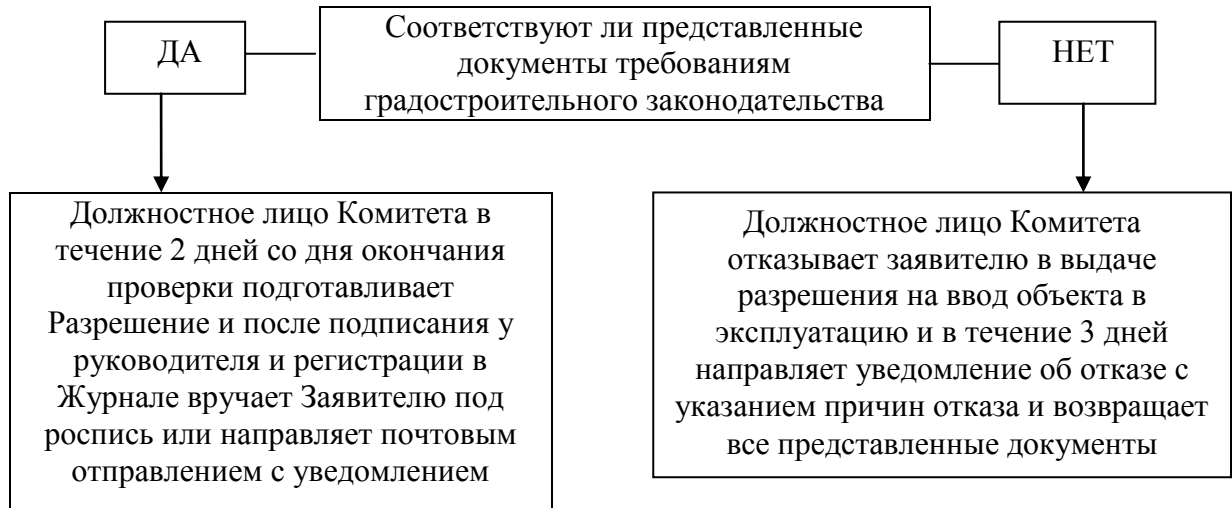 ДА
Соответствуют ли представленные
документы требованиям
градостроительного законодательства
НЕТ
Должностное лицо Комитета в
течение 2 дней со дня окончания
проверки подготавливает
Разрешение и после подписания у
руководителя и регистрации в
Журнале вручает Заявителю под
роспись или направляет почтовым
отправлением с уведомлением
Должностное лицо Комитета
отказывает заявителю в выдаче
разрешения на ввод объекта в
эксплуатацию и в течение 3 дней
направляет уведомление об отказе с
указанием причин отказа и возвращает
все представленные документы